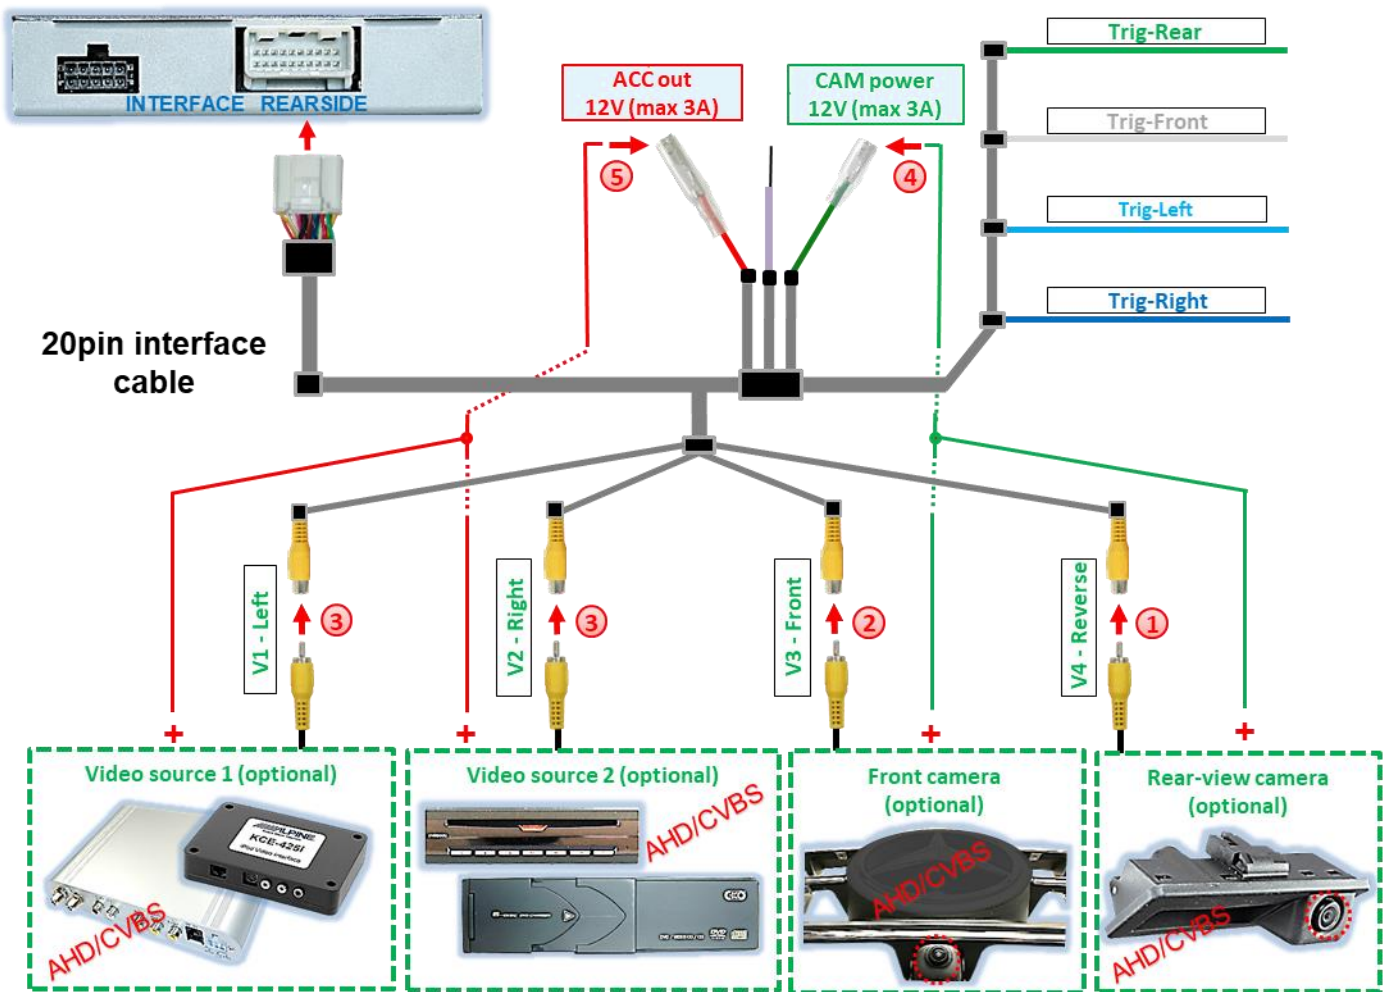 INTERFACE REARSIDE
ACC out
12V (max 3A)
CAM power
12V (max 3A)
Trig-Rear
Trig-Front
Trig-Left
Trig-Right
5
4
20pin interface
cable
V1 - Left
3
V2 - Right
3
V3 - Front
2
V4 - Reverse
1
+
+
+
+
Video source 1 (optional)
ALPINE
KCE-425i
iPod Video Interface
AHD/CVBS
Video source 2 (optional)
AHD/CVBS
Front camera
(optional)
AHD/CVBS
Rear-view camera
(optional)
AHD/CVBS